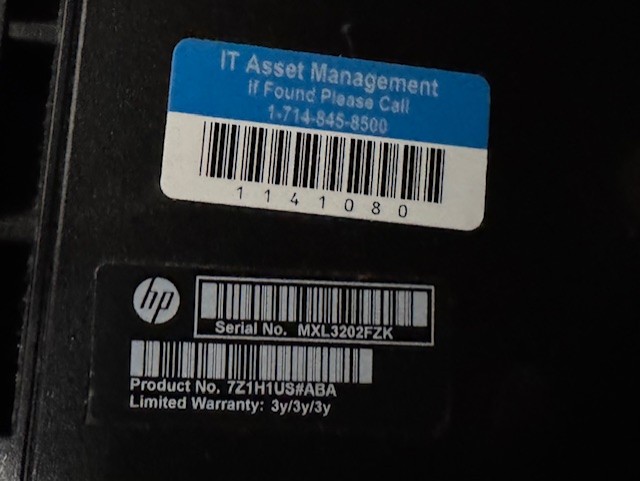 IT Asset Management
If Found Please Call
1-714-845-8500
1141080
hp
Serial No. MXL3202FZK
Product No. 7Z1H1US#ABA
Limited Warranty: 3y/3y/3y